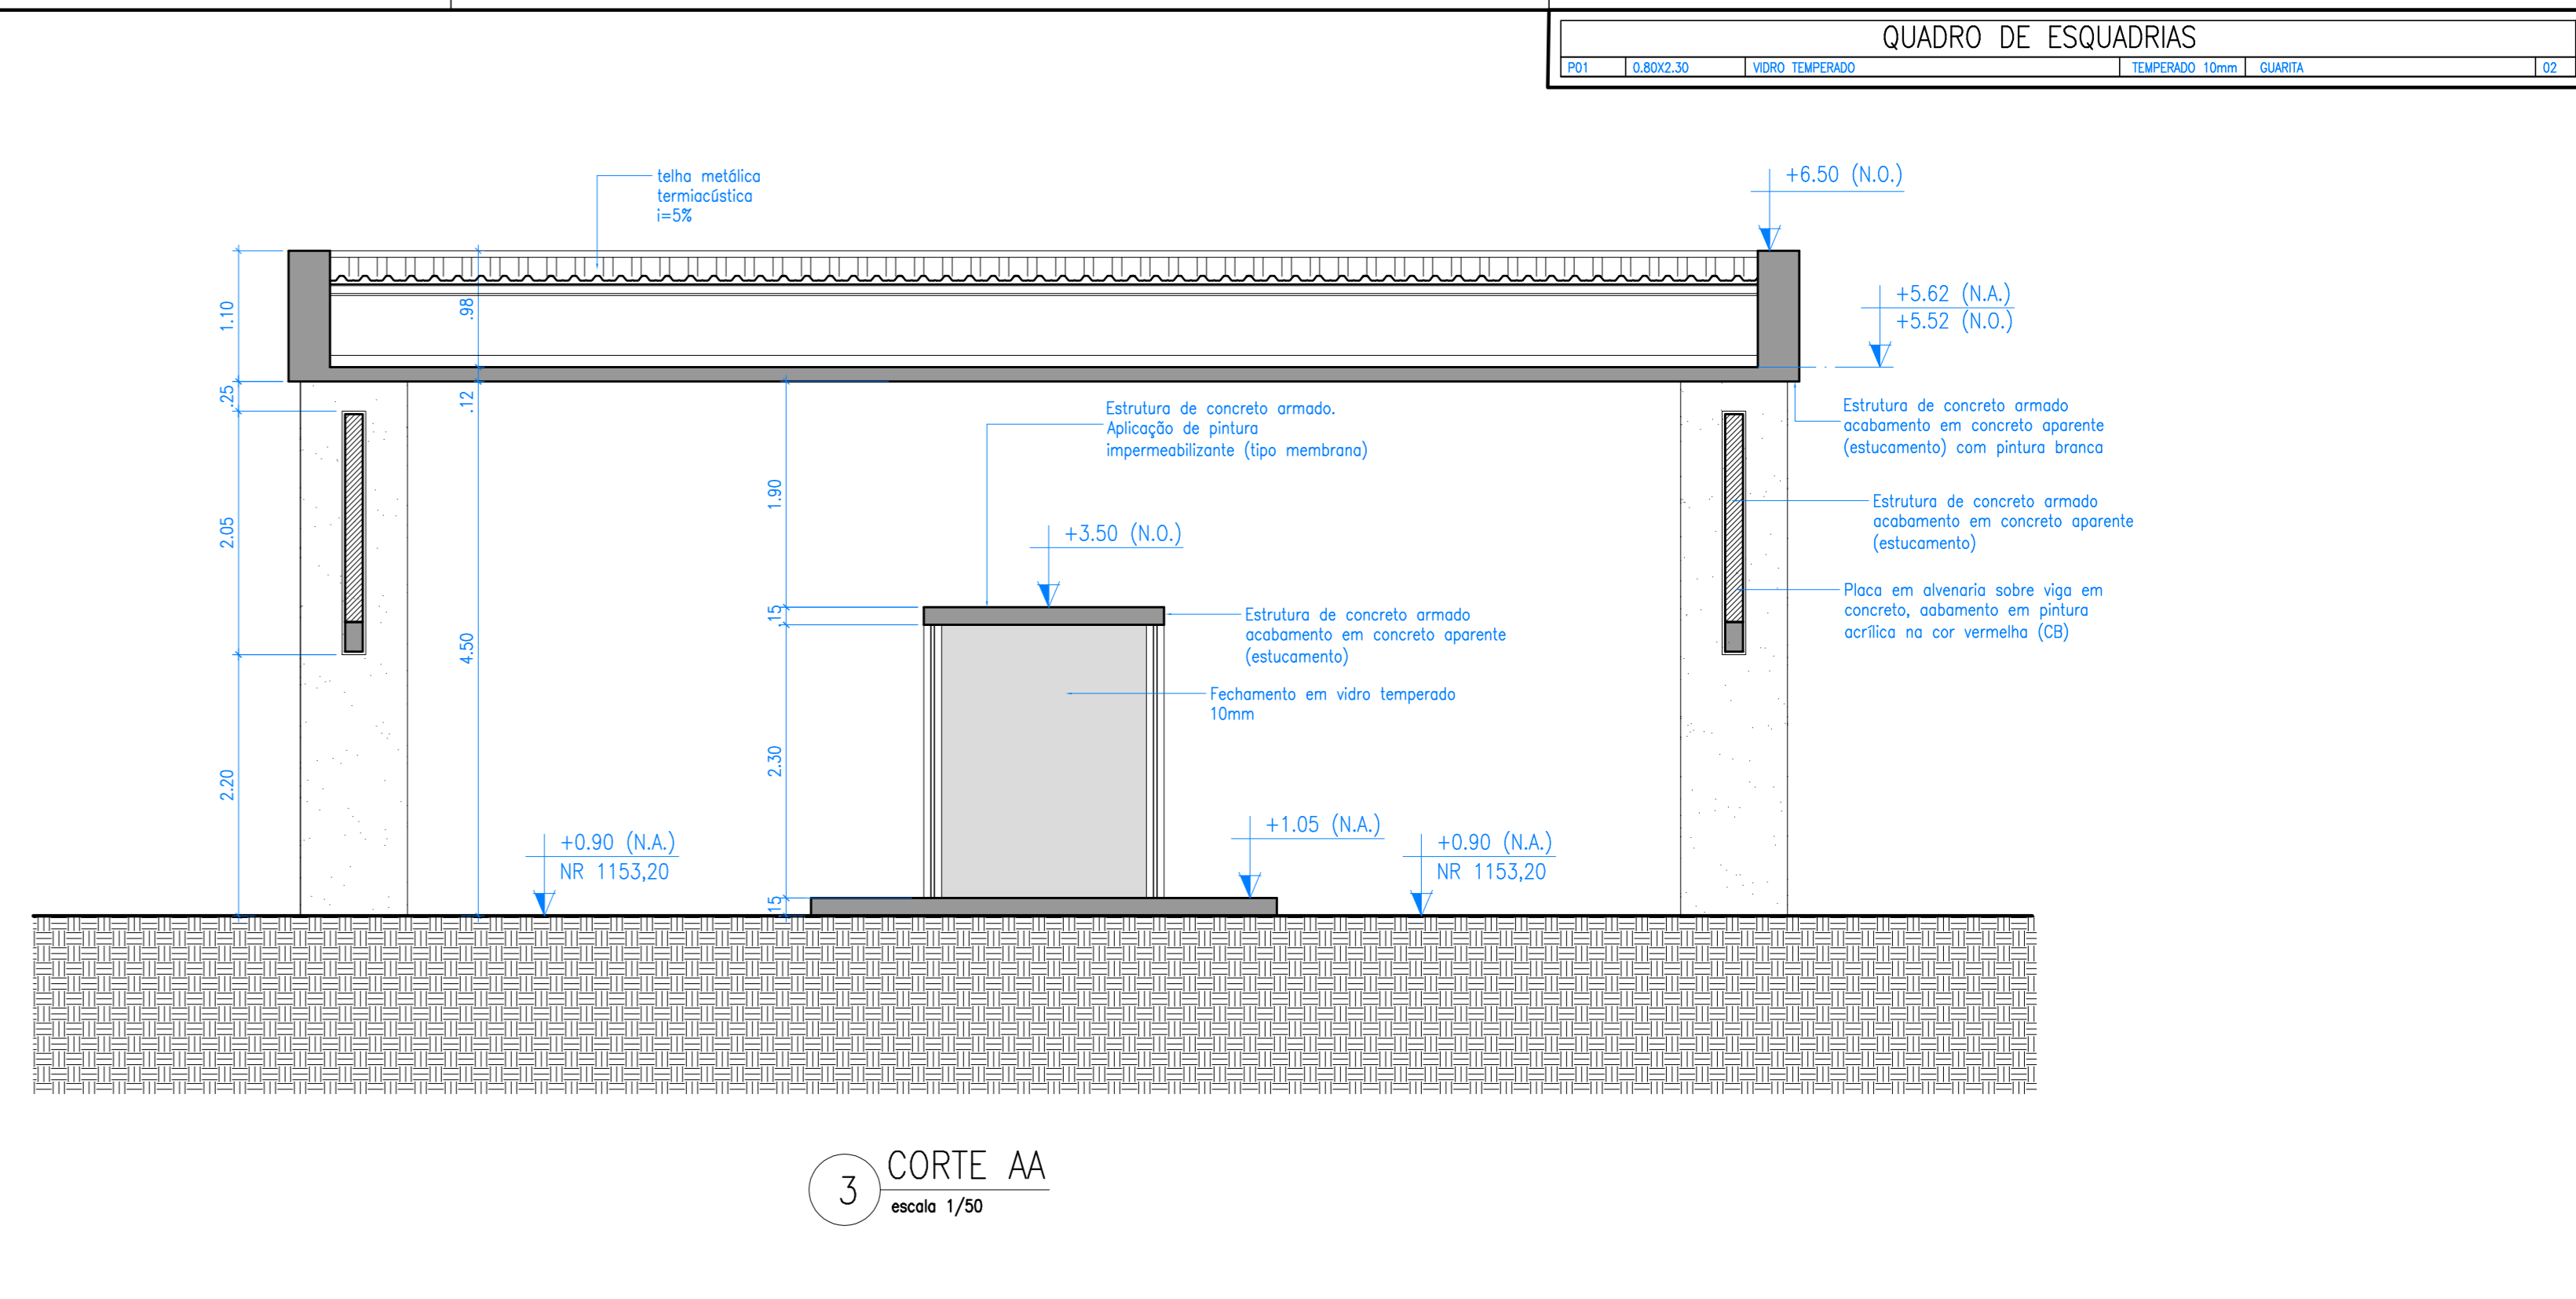 QUADRO DE ESQUADRIAS
P01 0.80X2.30 VIDRO TEMPERADO TEMPERADO 10mm GUARITA 02
telha metálica
termiacústica
i=5%
+6.50 (N.O.)
+5.62 (N.A.)
+5.52 (N.O.)
1.10
.98
.25
.12
2.05
1.90
Estrutura de concreto armado.
Aplicação de pintura
impermeabilizante (tipo membrana)
Estrutura de concreto armado
acabamento em concreto aparente
(estucamento) com pintura branca
Estrutura de concreto armado
acabamento em concreto aparente
(estucamento)
+3.50 (N.O.)
Placa em alvenaria sobre viga em
concreto, aabamento em pintura
acrílica na cor vermelha (CB)
.15
Estrutura de concreto armado
acabamento em concreto aparente
(estucamento)
4.50
Fechamento em vidro temperado
10mm
2.20
2.30
+0.90 (N.A.)
NR 1153,20
+1.05 (N.A.)
+0.90 (N.A.)
NR 1153,20
.15
3
CORTE AA
escala 1/50